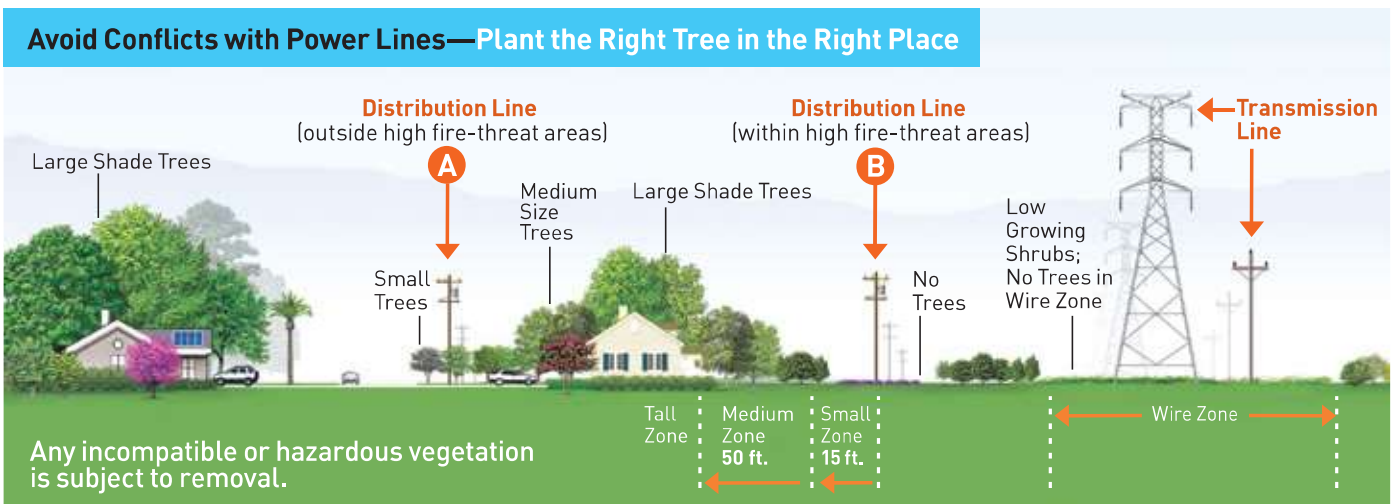 Avoid Conflicts with Power Lines—Plant the Right Tree in the Right Place
Distribution Line
(outside high fire-threat areas)
A
Distribution Line
(within high fire-threat areas)
B
Transmission
Line
Large Shade Trees
Small
Trees
Medium
Size
Trees
Large Shade Trees
No
Trees
Low
Growing
Shrubs;
No Trees in
Wire Zone
Tall
Zone
Medium
Zone
50 ft.
Small
Zone
15 ft.
Wire Zone
Any incompatible or hazardous vegetation
is subject to removal.